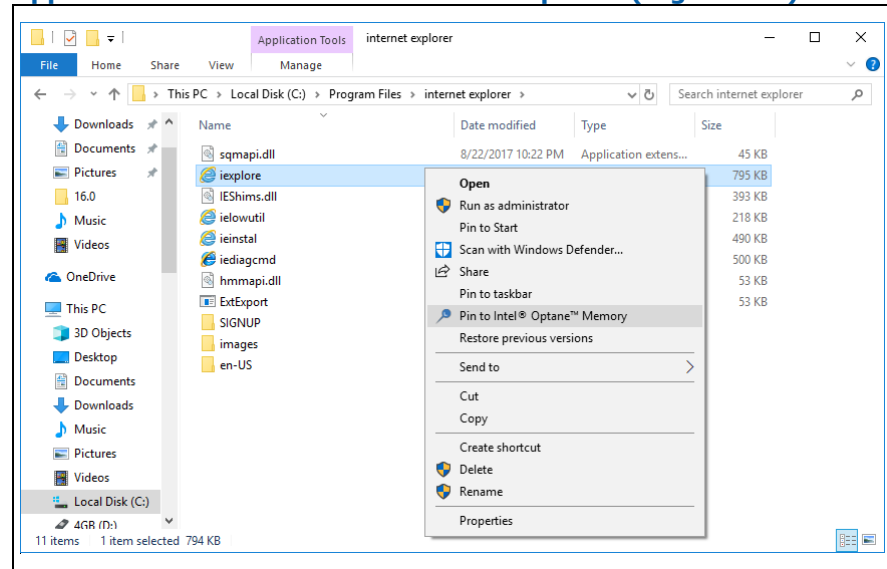 Application Tools internet explorer
File Home Share View Manage
This PC > Local Disk (C:) > Program Files > internet explorer > Search internet explorer
Name Date modified Type Size
Downloads
Documents
Pictures
16.0
Music
Videos
OneDrive
This PC
3D Objects
Desktop
Documents
Downloads
Music
Pictures
Videos
Local Disk (C:)
4GB (D:)
sqmapi.dll 8/22/2017 10:22 PM Application extens... 45 KB
iexplore 795 KB
IEShims.dll 393 KB
ielowutil 218 KB
ieinstal 490 KB
iediagcmd 500 KB
hmmapi.dll 53 KB
ExtExport 53 KB
SIGNUP
images
en-US
Open
Run as administrator
Pin to Start
Scan with Windows Defender...
Share
Pin to taskbar
Pin to Intel® Optane™ Memory
Restore previous versions
Send to
Cut
Copy
Create shortcut
Delete
Rename
Properties
11 items 1 item selected 794 KB